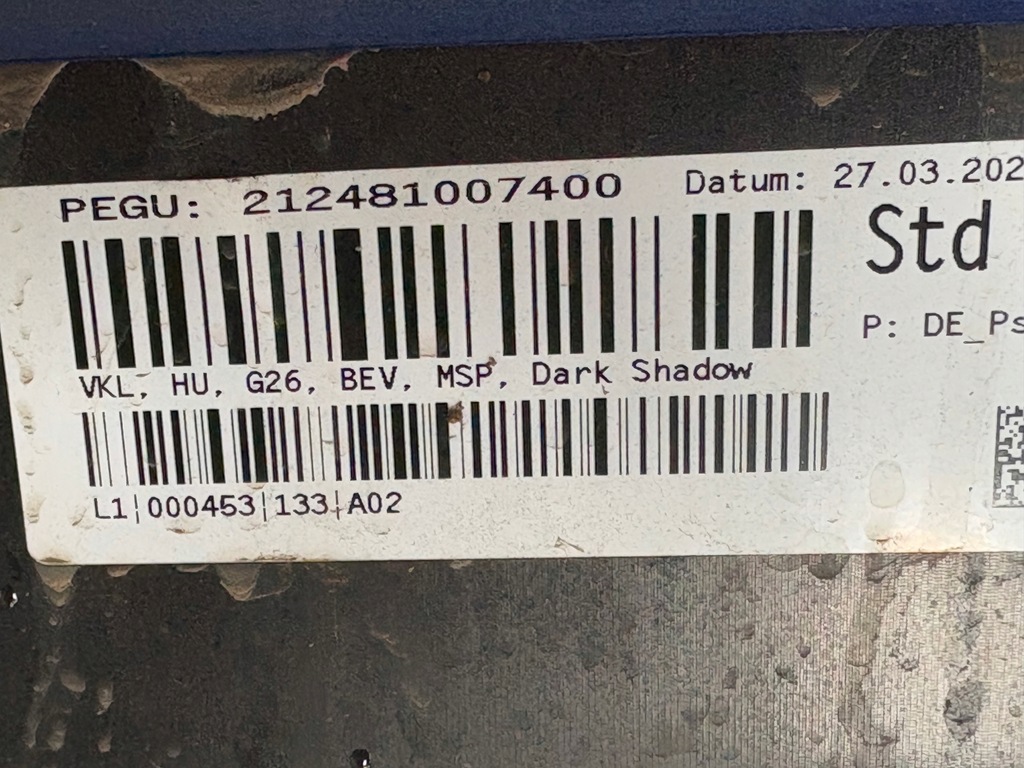 PEGU: 212481007400 Datum: 27.03.202
Std
P: DE_Ps
VKL, HU, G26, BEV, MSP, Dark Shadow
L1|000453|133|A02